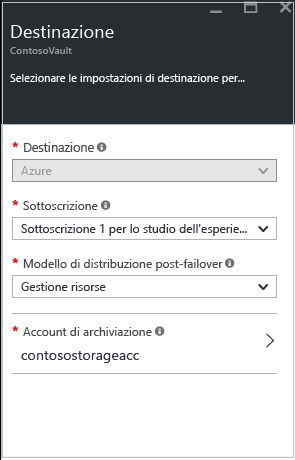 Destinazione
ContosoVault
Selezionare le impostazioni di destinazione per...
* Destinazione
Azure
* Sottoscrizione
Sottoscrizione 1 per lo studio dell'esperie...
* Modello di distribuzione post-failover
Gestione risorse
* Account di archiviazione
contosostorageacc